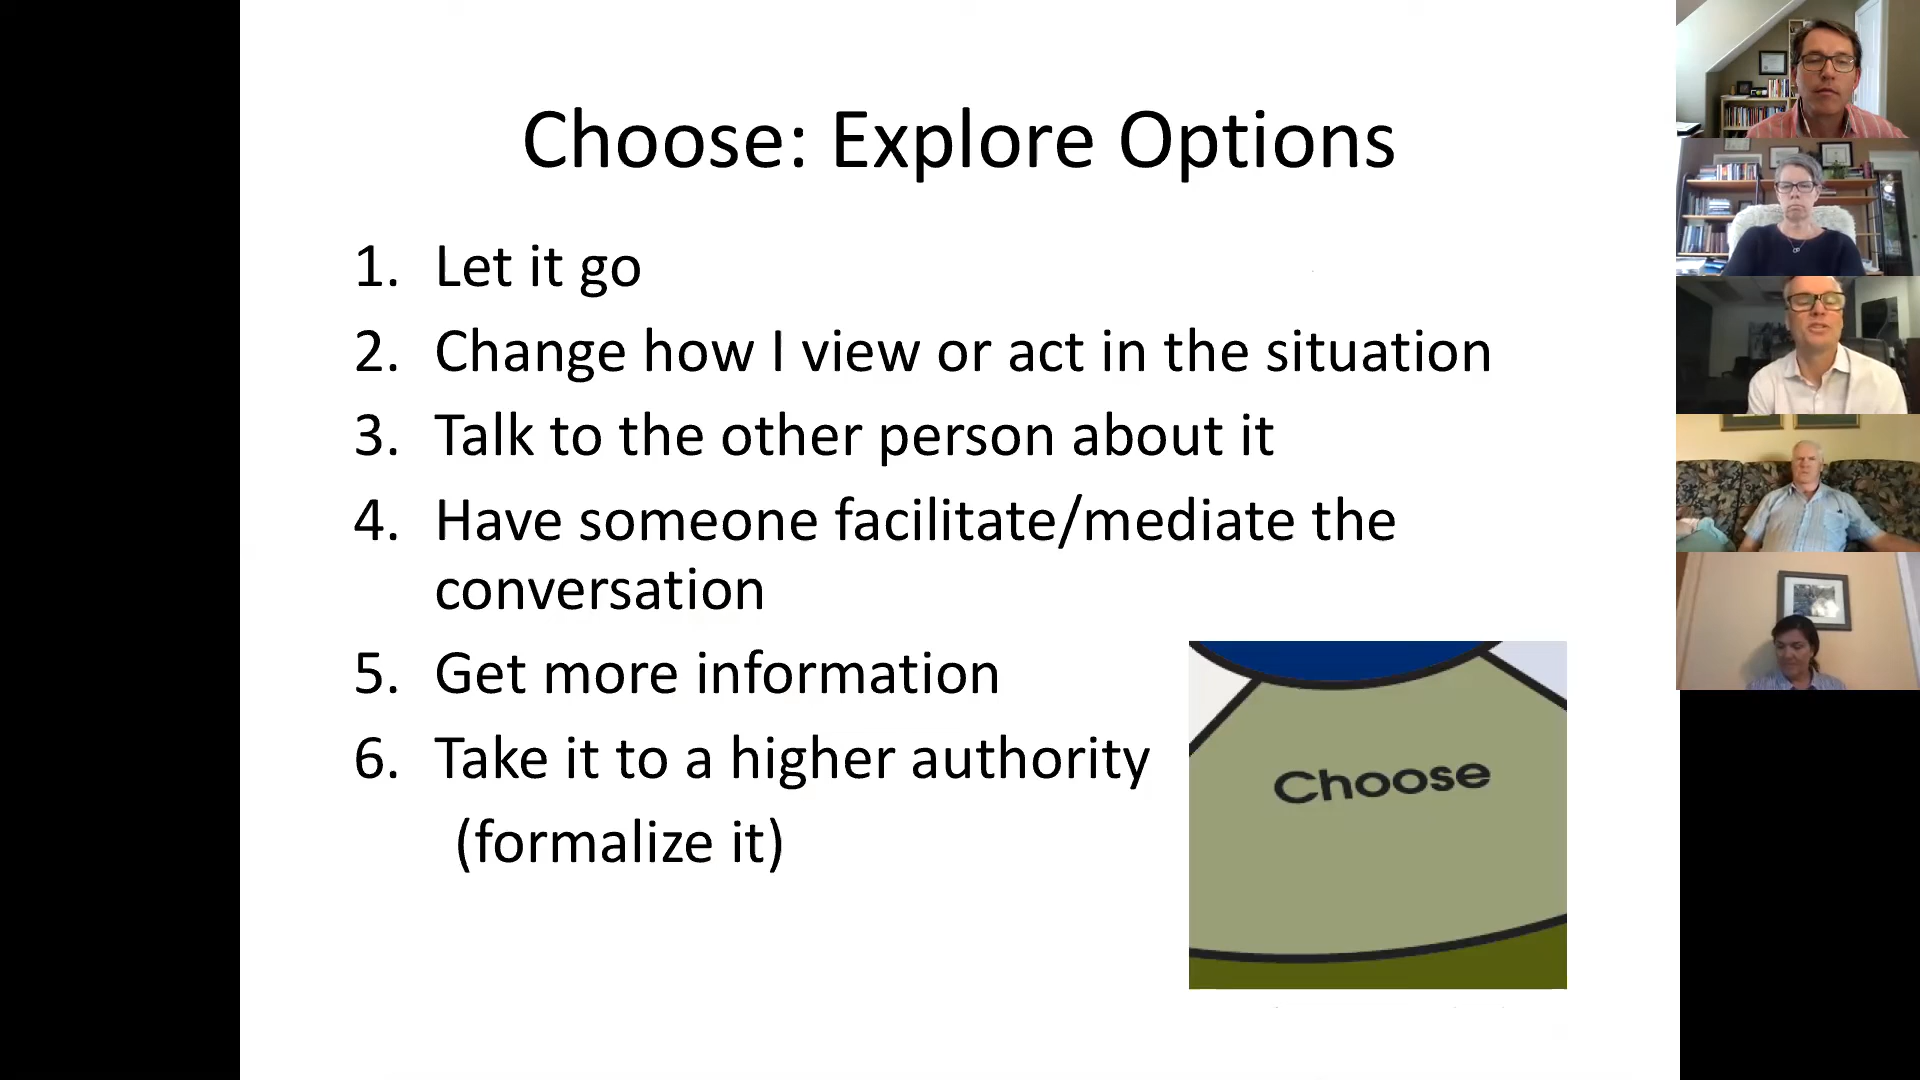 Choose: Explore Options
1. Let it go
2. Change how I view or act in the situation
3. Talk to the other person about it
4. Have someone facilitate/mediate the
conversation
5. Get more information
6. Take it to a higher authority
(formalize it)
Choose